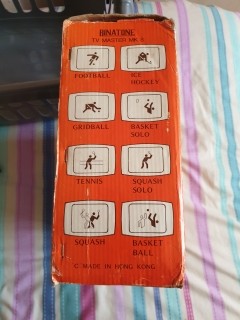 BINATONE
TV MASTER MK 6
FOOTBALL
ICE
HOCKEY
GRIDBALL
BASKET
SOLO
TENNIS
SQUASH
SOLO
SQUASH
BASKET
BALL
MADE IN HONG KONG